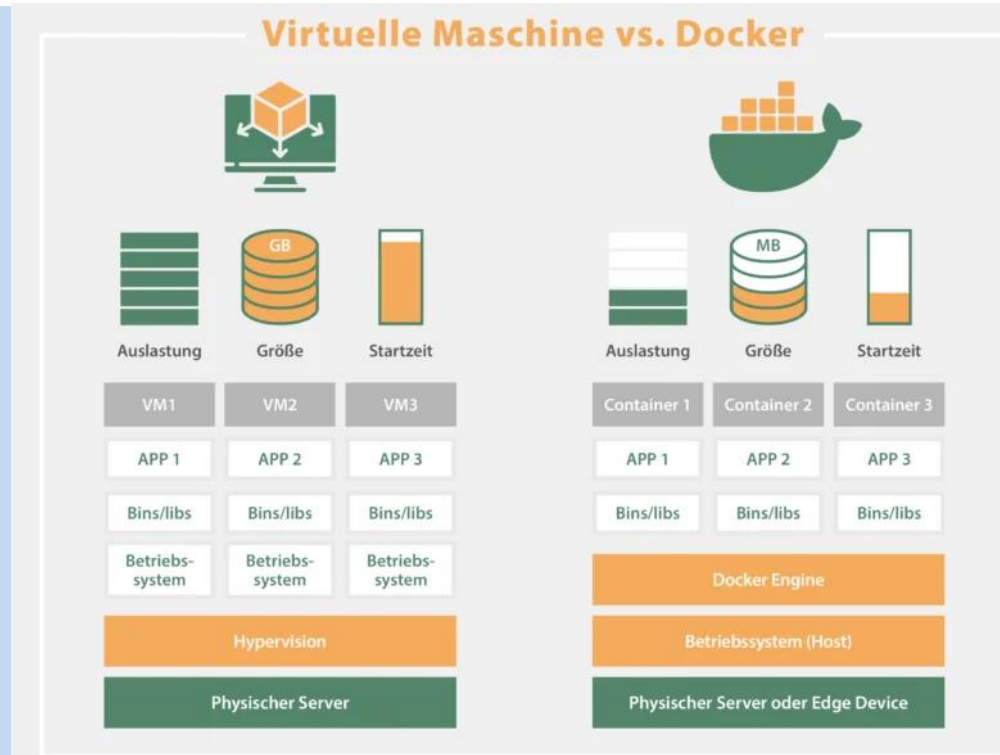 Virtuelle Maschine vs. Docker
GB
Auslastung
Größe
Startzeit
VM1
VM2
VM3
APP 1
APP 2
APP 3
Bins/libs
Bins/libs
Bins/libs
Betriebs-
system
Betriebs-
system
Betriebs-
system
Hypervision
Physischer Server
MB
Auslastung
Größe
Startzeit
Container 1
Container 2
Container 3
APP 1
APP 2
APP 3
Bins/libs
Bins/libs
Bins/libs
Docker Engine
Betriebssystem (Host)
Physischer Server oder Edge Device